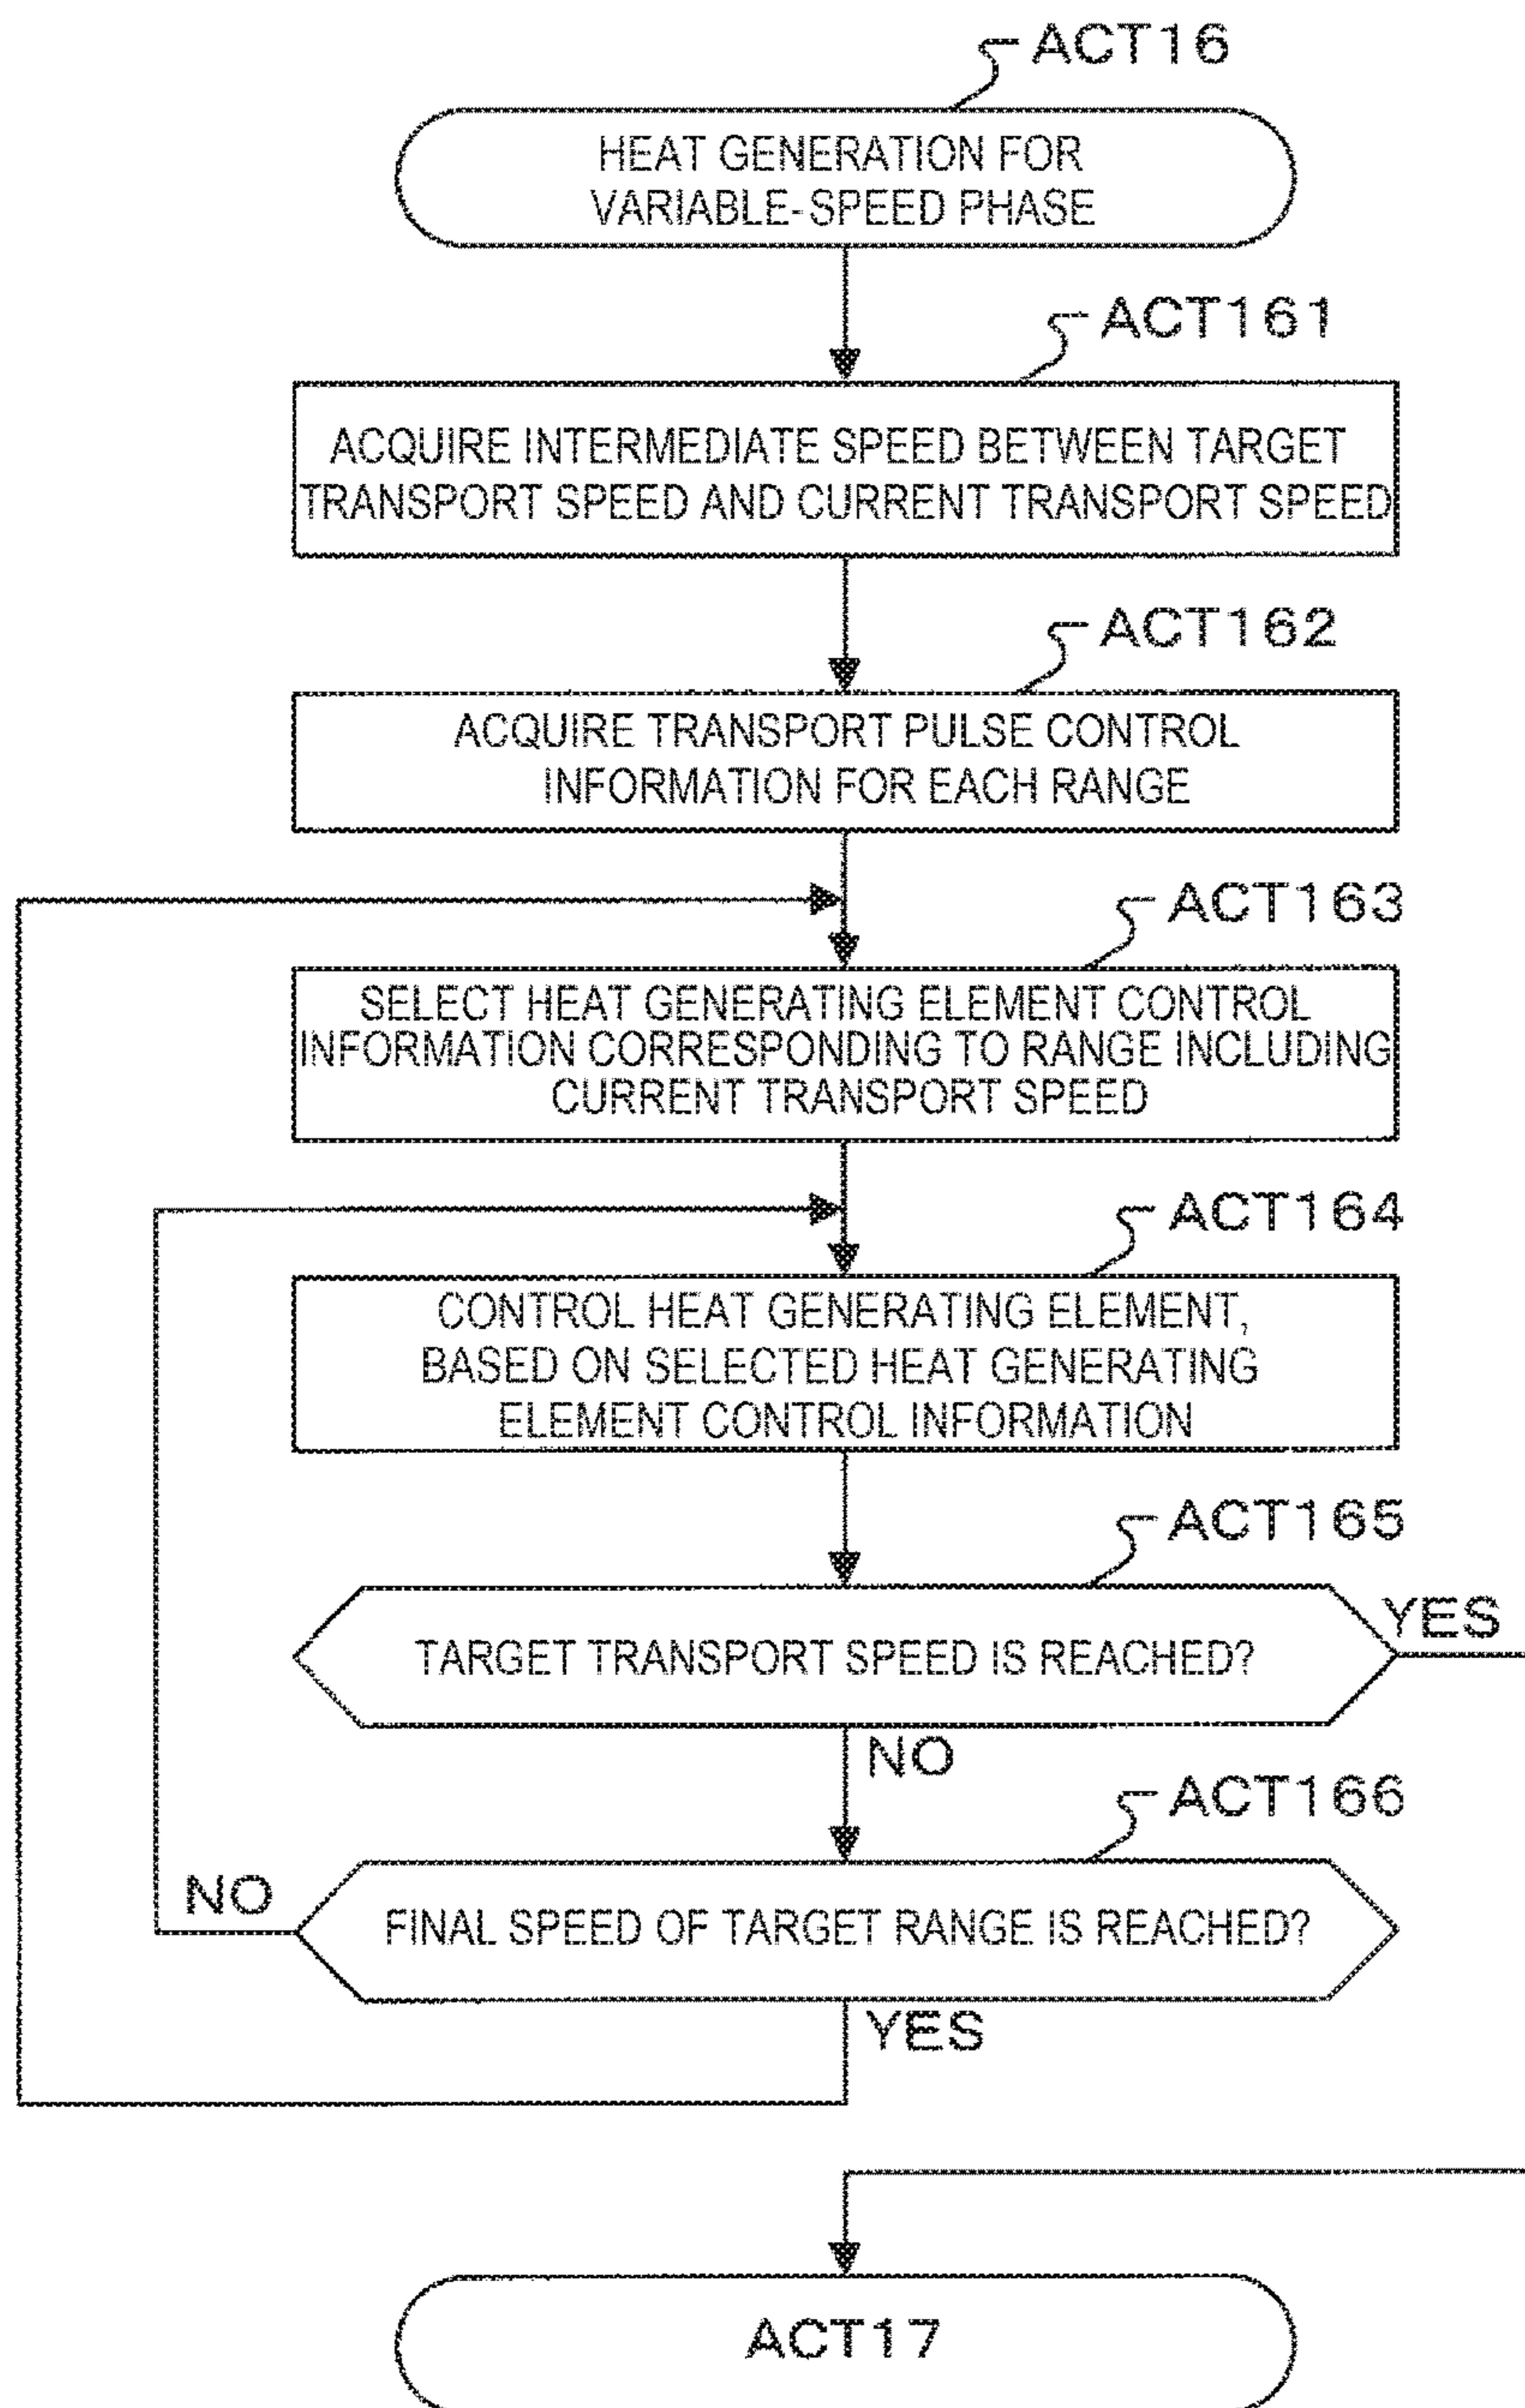 ACT16
HEAT GENERATION FOR
VARIABLE-SPEED PHASE
ACT161
ACQUIRE INTERMEDIATE SPEED BETWEEN TARGET
TRANSPORT SPEED AND CURRENT TRANSPORT SPEED
ACT162
ACQUIRE TRANSPORT PULSE CONTROL
INFORMATION FOR EACH RANGE
ACT163
SELECT HEAT GENERATING ELEMENT CONTROL
INFORMATION CORRESPONDING TO RANGE INCLUDING
CURRENT TRANSPORT SPEED
ACT164
CONTROL HEAT GENERATING ELEMENT,
BASED ON SELECTED HEAT GENERATING
ELEMENT CONTROL INFORMATION
ACT165
YES
TARGET TRANSPORT SPEED IS REACHED?
NO
ACT166
NO
FINAL SPEED OF TARGET RANGE IS REACHED?
YES
ACT17